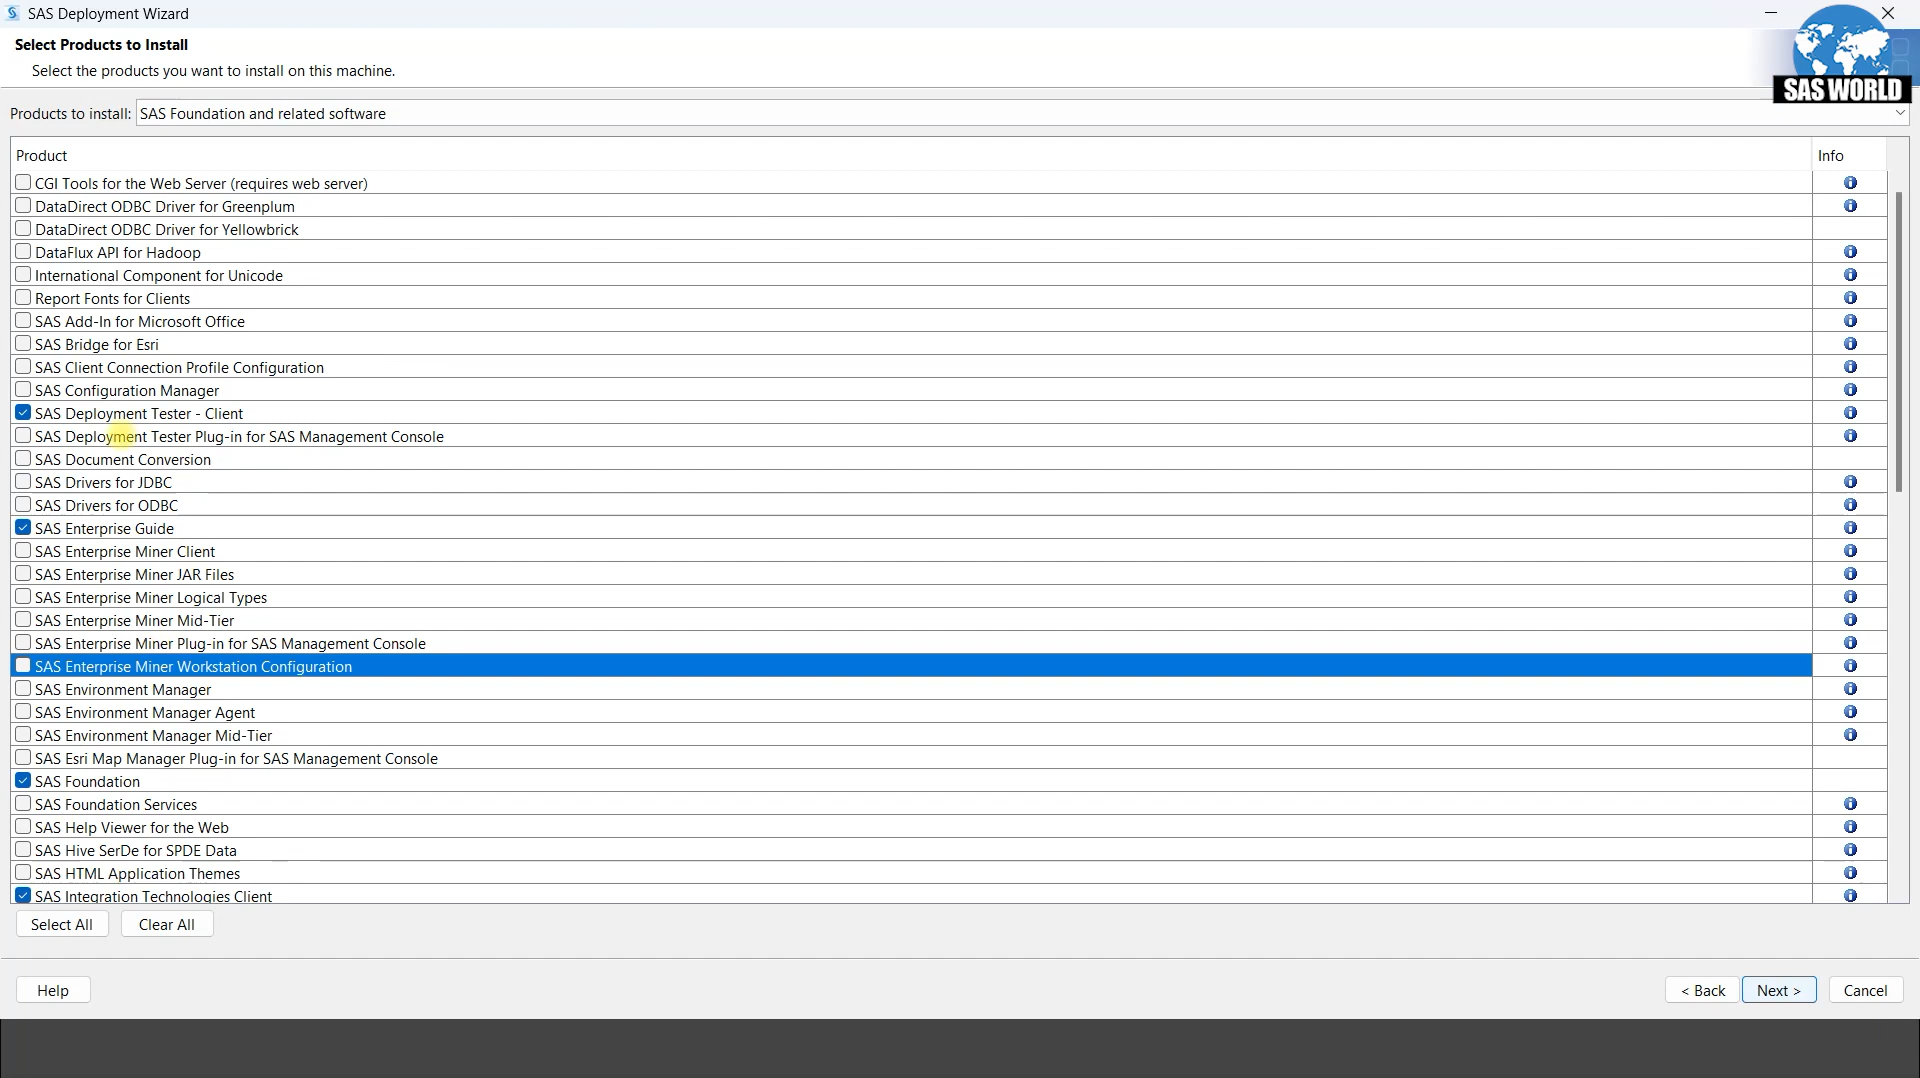 SAS Deployment Wizard
Select Products to Install
Select the products you want to install on this machine.
SAS WORLD
Products to install: SAS Foundation and related software
Product Info
CGI Tools for the Web Server (requires web server)
DataDirect ODBC Driver for Greenplum
DataDirect ODBC Driver for Yellowbrick
DataFlux API for Hadoop
International Component for Unicode
Report Fonts for Clients
SAS Add-In for Microsoft Office
SAS Bridge for Esri
SAS Client Connection Profile Configuration
SAS Configuration Manager
SAS Deployment Tester - Client
SAS Deployment Tester Plug-in for SAS Management Console
SAS Document Conversion
SAS Drivers for JDBC
SAS Drivers for ODBC
SAS Enterprise Guide
SAS Enterprise Miner Client
SAS Enterprise Miner JAR Files
SAS Enterprise Miner Logical Types
SAS Enterprise Miner Mid-Tier
SAS Enterprise Miner Plug-in for SAS Management Console
SAS Enterprise Miner Workstation Configuration
SAS Environment Manager
SAS Environment Manager Agent
SAS Environment Manager Mid-Tier
SAS Esri Map Manager Plug-in for SAS Management Console
SAS Foundation
SAS Foundation Services
SAS Help Viewer for the Web
SAS Hive SerDe for SPDE Data
SAS HTML Application Themes
SAS Integration Technologies Client
Select All Clear All
Help < Back Next > Cancel